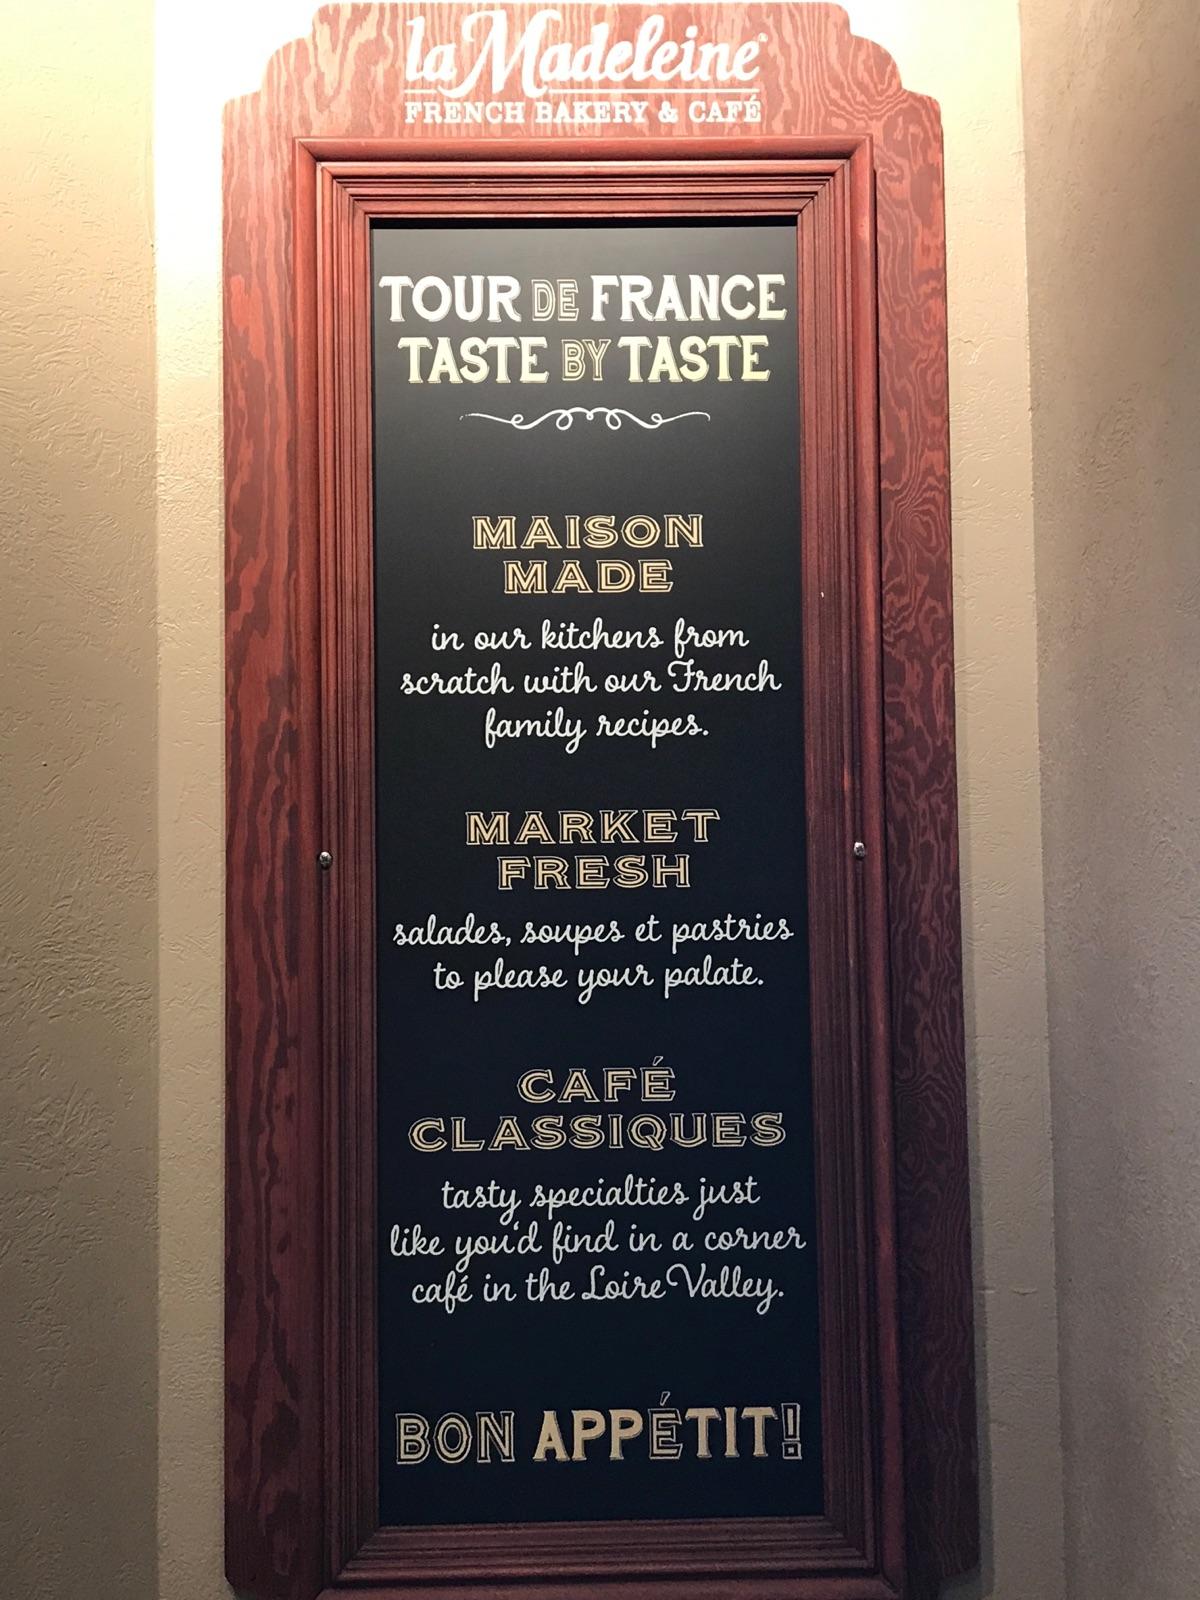 la Madeleine
FRENCH BAKERY & CAFÉ
TOUR DE FRANCE
TASTE BY TASTE
MAISON
MADE
in our kitchens from
scratch with our French
family recipes.
MARKET
FRESH
salades, soupes et pastries
to please your palate.
CAFÉ
CLASSIQUES
tasty specialties just
like you'd find in a corner
café in the Loire Valley.
BON APPÉTIT!